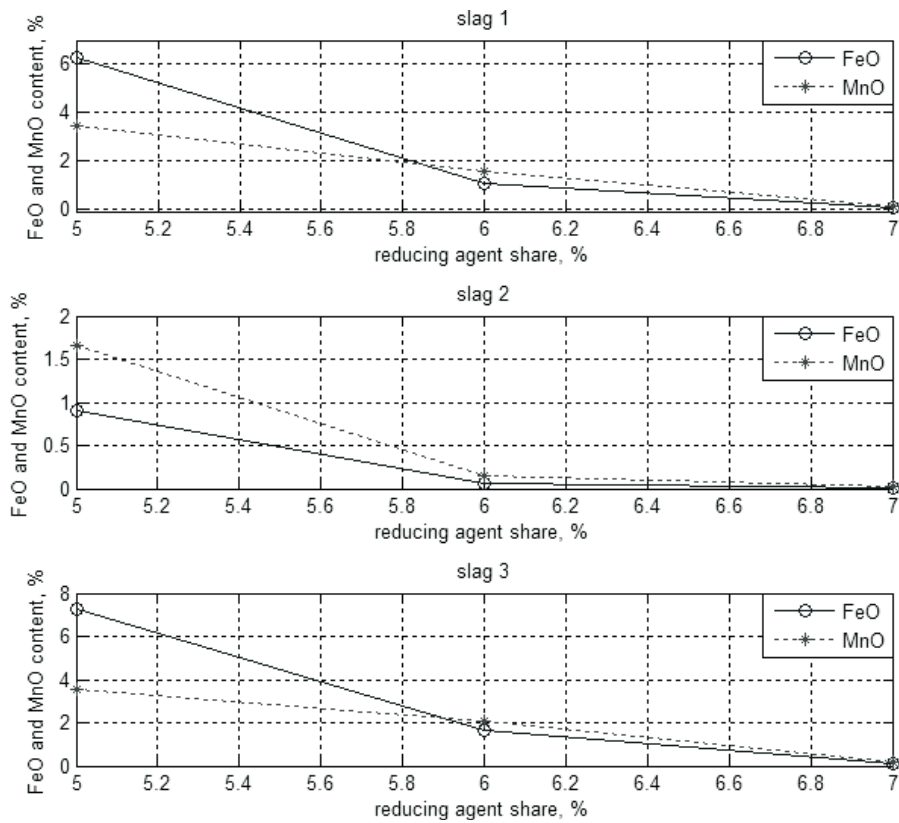 slag 1
FeO and MnO content, %
6
4
2
0
FeO
MnO
5 5.2 5.4 5.6 5.8 6 6.2 6.4 6.6 6.8 7
reducing agent share, %
slag 2
FeO and MnO content, %
2
1.5
1
0.5
0
FeO
MnO
5 5.2 5.4 5.6 5.8 6 6.2 6.4 6.6 6.8 7
reducing agent share, %
slag 3
FeO and MnO content, %
8
6
4
2
0
FeO
MnO
5 5.2 5.4 5.6 5.8 6 6.2 6.4 6.6 6.8 7
reducing agent share, %